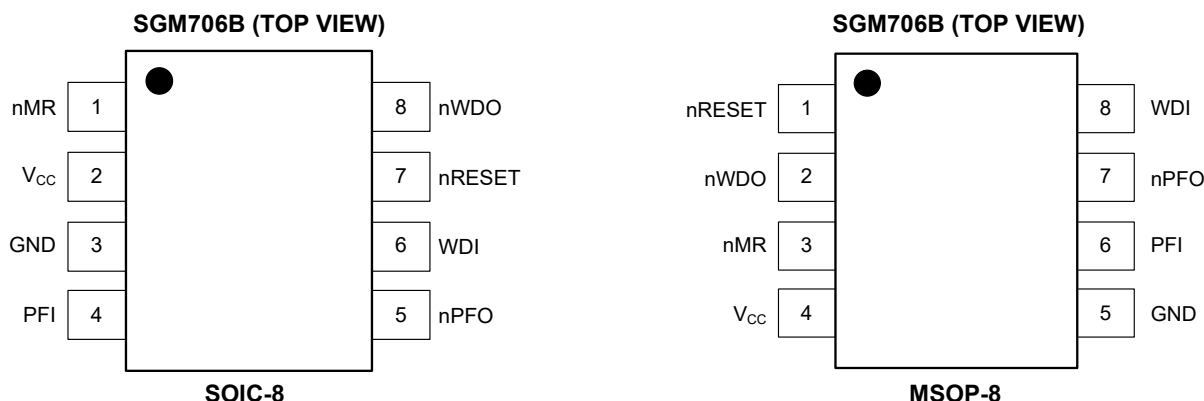 SGM706B (TOP VIEW)
nMR 1 8 nWDO
VCC 2 7 nRESET
GND 3 6 WDI
PFI 4 5 nPFO
SOIC-8
SGM706B (TOP VIEW)
nRESET 1 8 WDI
nWDO 2 7 nPFO
nMR 3 6 PFI
VCC 4 5 GND
MSOP-8